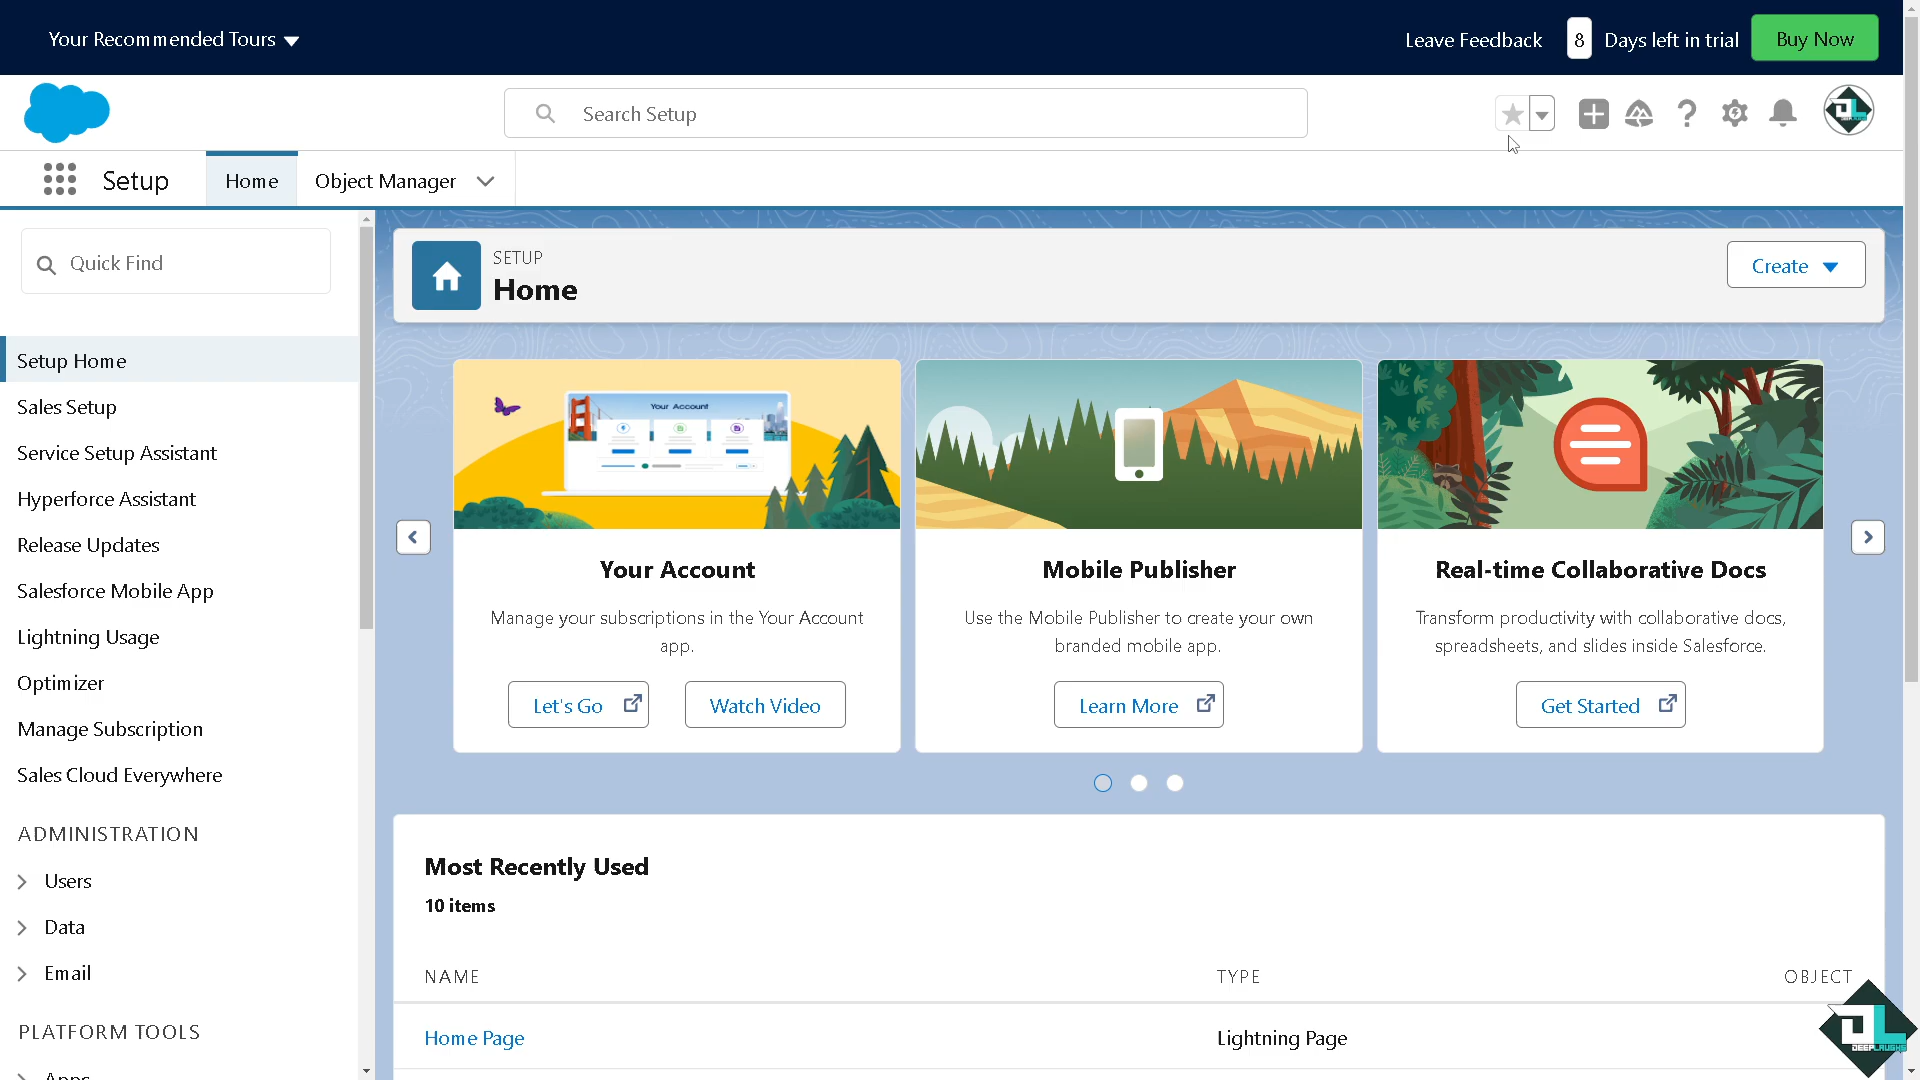 Your Recommended Tours
Leave Feedback
8 Days left in trial
Buy Now
Search Setup
Setup
Home
Object Manager
Quick Find
Setup Home
Sales Setup
Service Setup Assistant
Hyperforce Assistant
Release Updates
Salesforce Mobile App
Lightning Usage
Optimizer
Manage Subscription
Sales Cloud Everywhere
ADMINISTRATION
Users
Data
Email
PLATFORM TOOLS
Apps
SETUP
Home
Create
Your Account
Your Account
Manage your subscriptions in the Your Account
app.
Let's Go
Watch Video
Mobile Publisher
Use the Mobile Publisher to create your own
branded mobile app.
Learn More
Real-time Collaborative Docs
Transform productivity with collaborative docs,
spreadsheets, and slides inside Salesforce.
Get Started
Most Recently Used
10 items
NAME
TYPE
OBJECT
Home Page
Lightning Page
DEEPLAUGHS